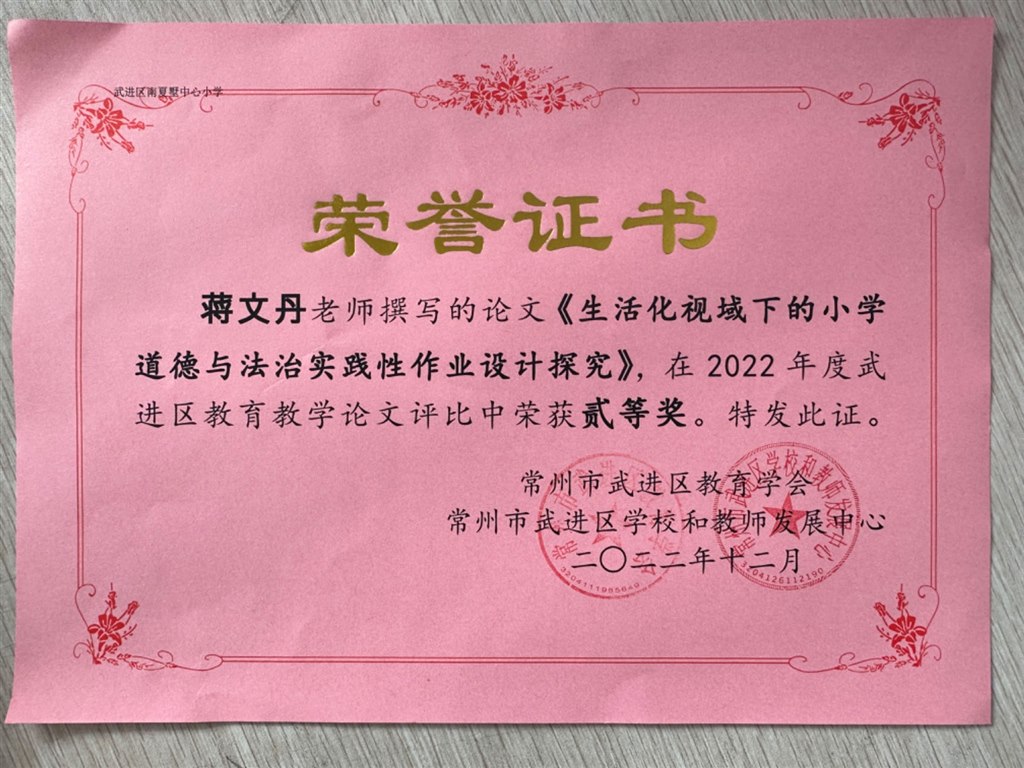 武进区南夏墅中心小学
荣誉证书
蒋文丹老师撰写的论文《生活化视域下的小学
道德与法治实践性作业设计探究》，在 2022 年度武
进区教育教学论文评比中荣获贰等奖。特发此证。
常州市武进区教育学会
常州市武进区学校和教师发展中心
二〇二二年十二月
3204126112190